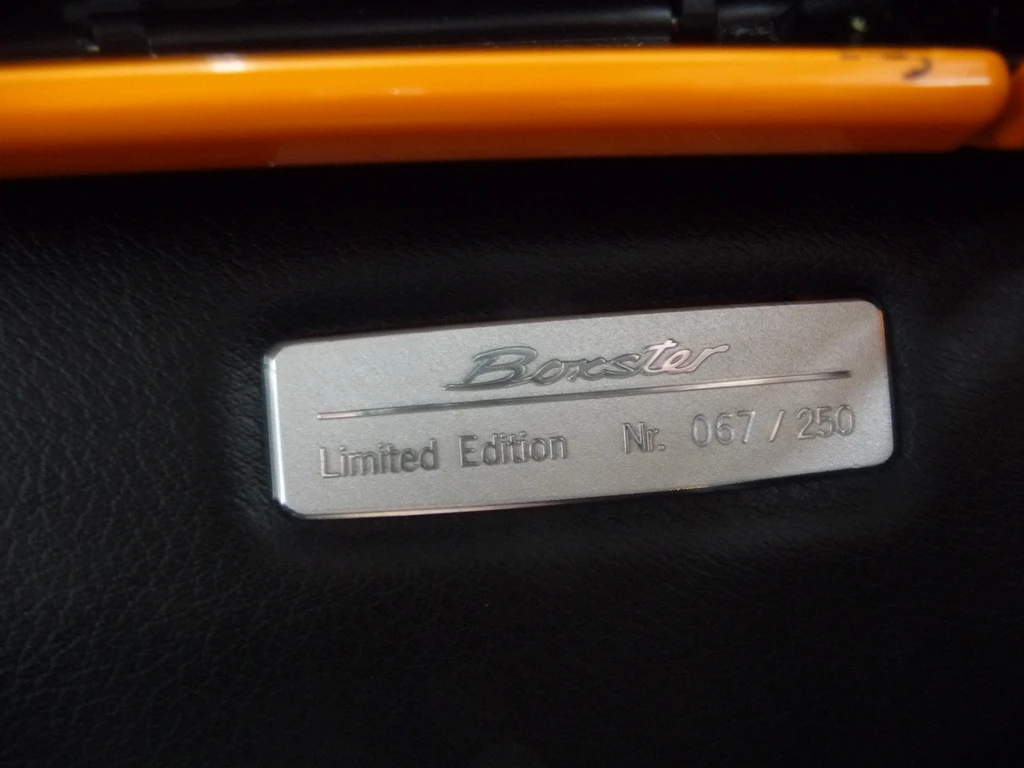 Boxster
Limited Edition Nr. 067 / 250